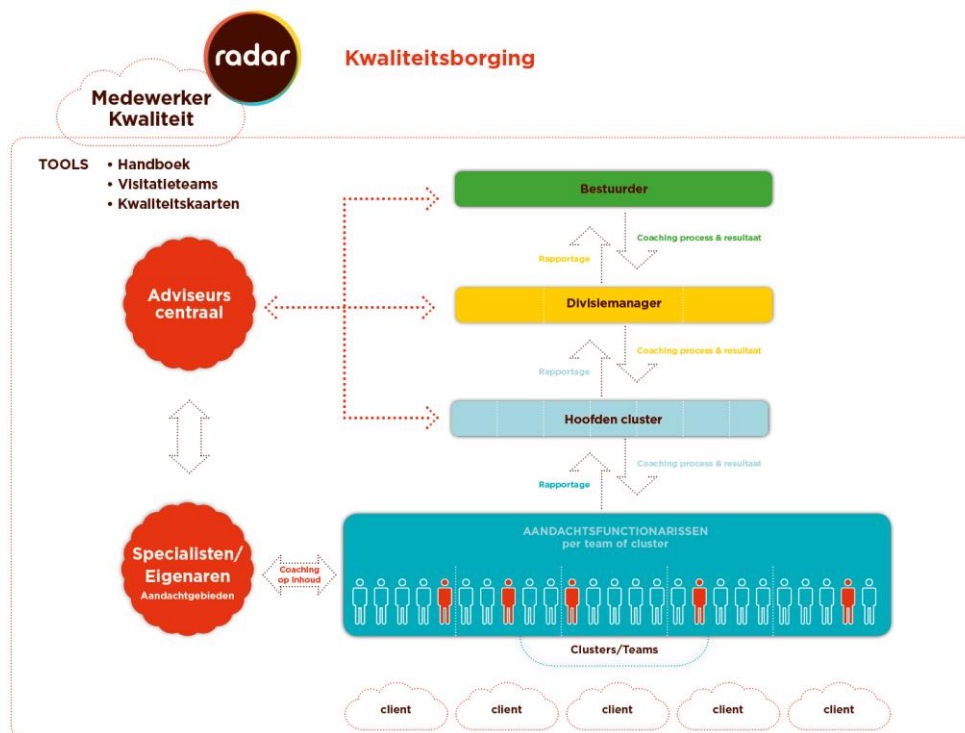 radar
Kwaliteitsborging
Medewerker
Kwaliteit
TOOLS
• Handboek
• Visitatieteams
• Kwaliteitskaarten
Bestuurder
Coaching process & resultaat
Rapportage
Adviseurs
centraal
Divisiemanager
Coaching process & resultaat
Rapportage
Hoofden cluster
Coaching process & resultaat
Rapportage
Specialisten/
Eigenaren
Aandachtgebieden
Coaching
op inhoud
AANDACHTSFUNCTIONARISSEN
per team of cluster
Clusters/Teams
client
client
client
client
client